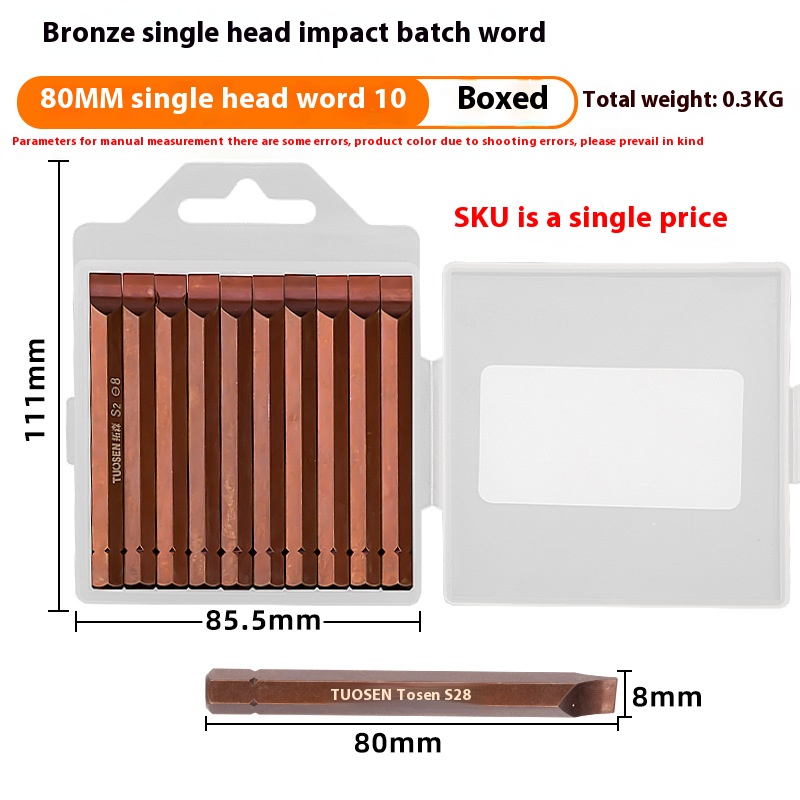 Bronze single head impact batch word
80MM single head word 10 Boxed Total weight: 0.3KG
Parameters for manual measurement there are some errors, product color due to shooting errors, please prevail in kind
SKU is a single price
111mm
TUOSEN 拓森 S2 ⊖8
85.5mm
TUOSEN Tosen S28
8mm
80mm